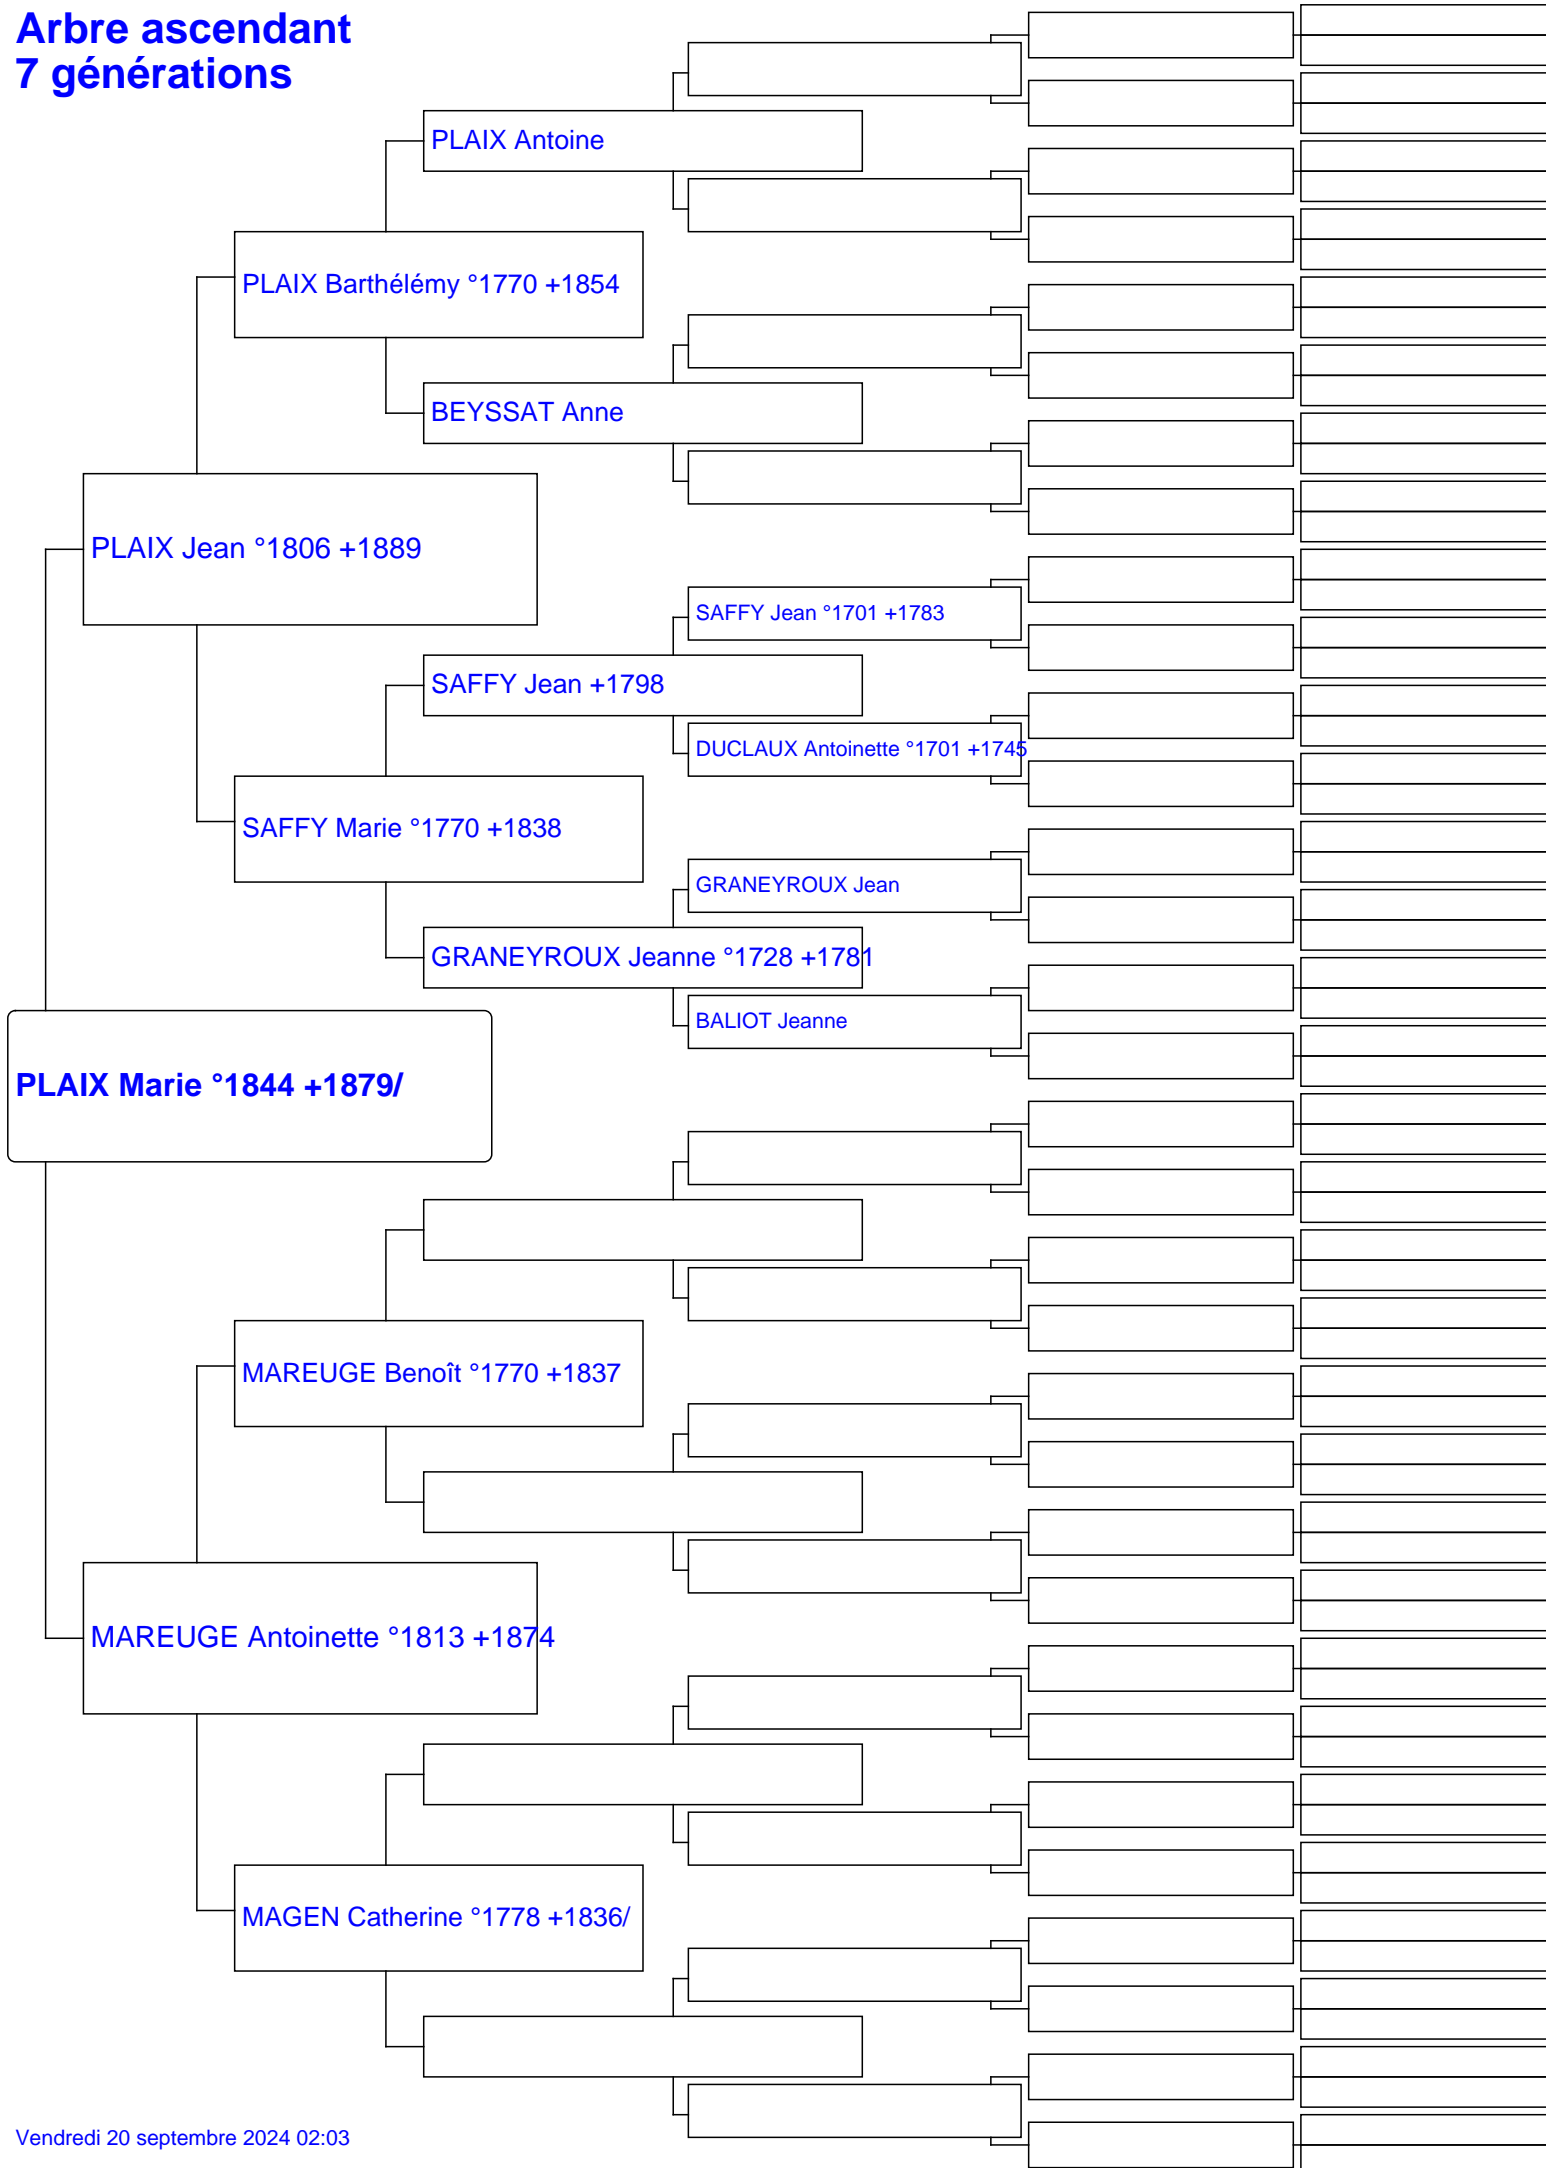 Arbre ascendant
7 générations
PLAIX Antoine
PLAIX Barthélémy °1770 +1854
BEYSSAT Anne
PLAIX Jean °1806 +1889
SAFFY Jean °1701 +1783
SAFFY Jean +1798
DUCLAUX Antoinette °1701 +1745
SAFFY Marie °1770 +1838
GRANEYROUX Jean
GRANEYROUX Jeanne °1728 +1781
BALIOT Jeanne
PLAIX Marie °1844 +1879/
MAREUGE Benoît °1770 +1837
MAREUGE Antoinette °1813 +1874
MAGEN Catherine °1778 +1836/
Vendredi 20 septembre 2024 02:03